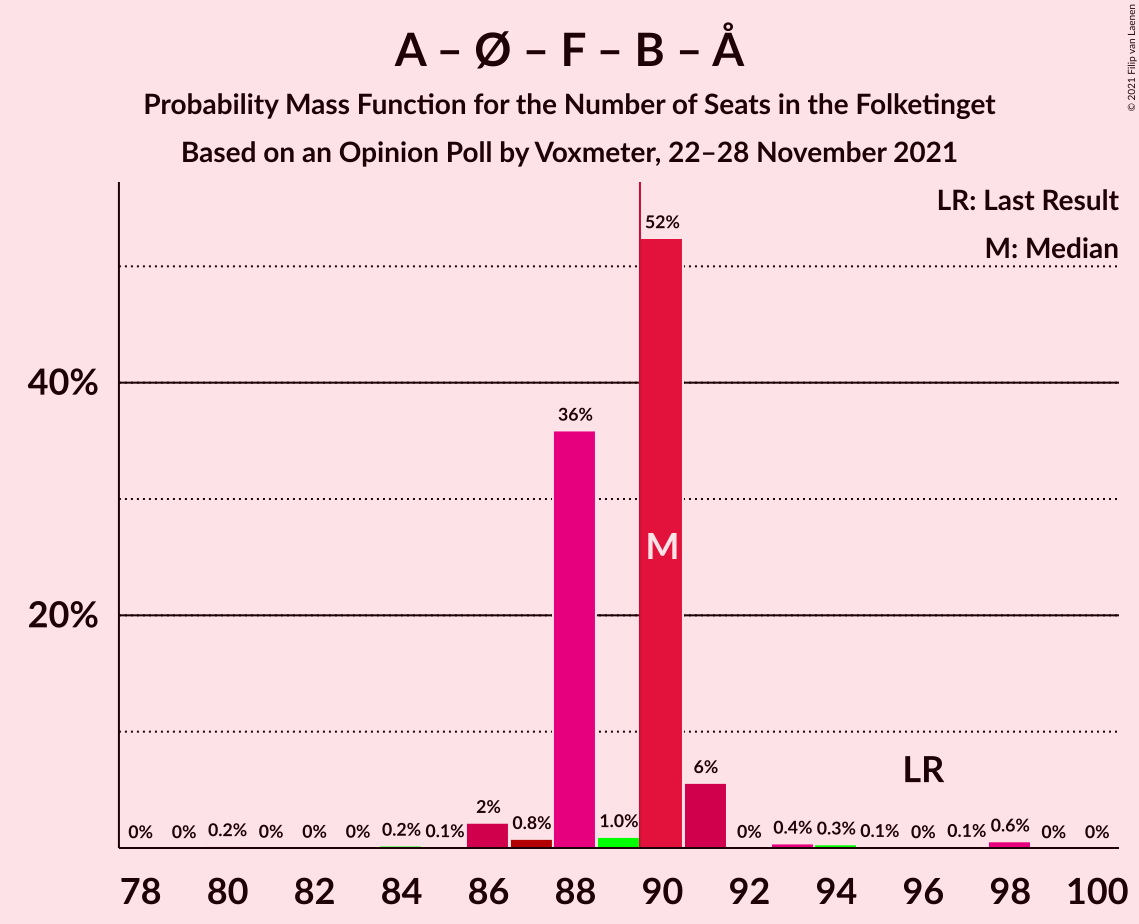 A – Ø – F – B – Å
Probability Mass Function for the Number of Seats in the Folketinget
Based on an Opinion Poll by Voxmeter, 22–28 November 2021
© 2021 Filip van Laenen
LR: Last Result
M: Median
52%
40%
36%
M
20%
LR
6%
2%
0% 0% 0.2% 0% 0% 0% 0.2% 0.1% 0.8% 1.0% 0% 0.4% 0.3% 0.1% 0% 0.1% 0.6% 0% 0%
78 80 82 84 86 88 90 92 94 96 98 100